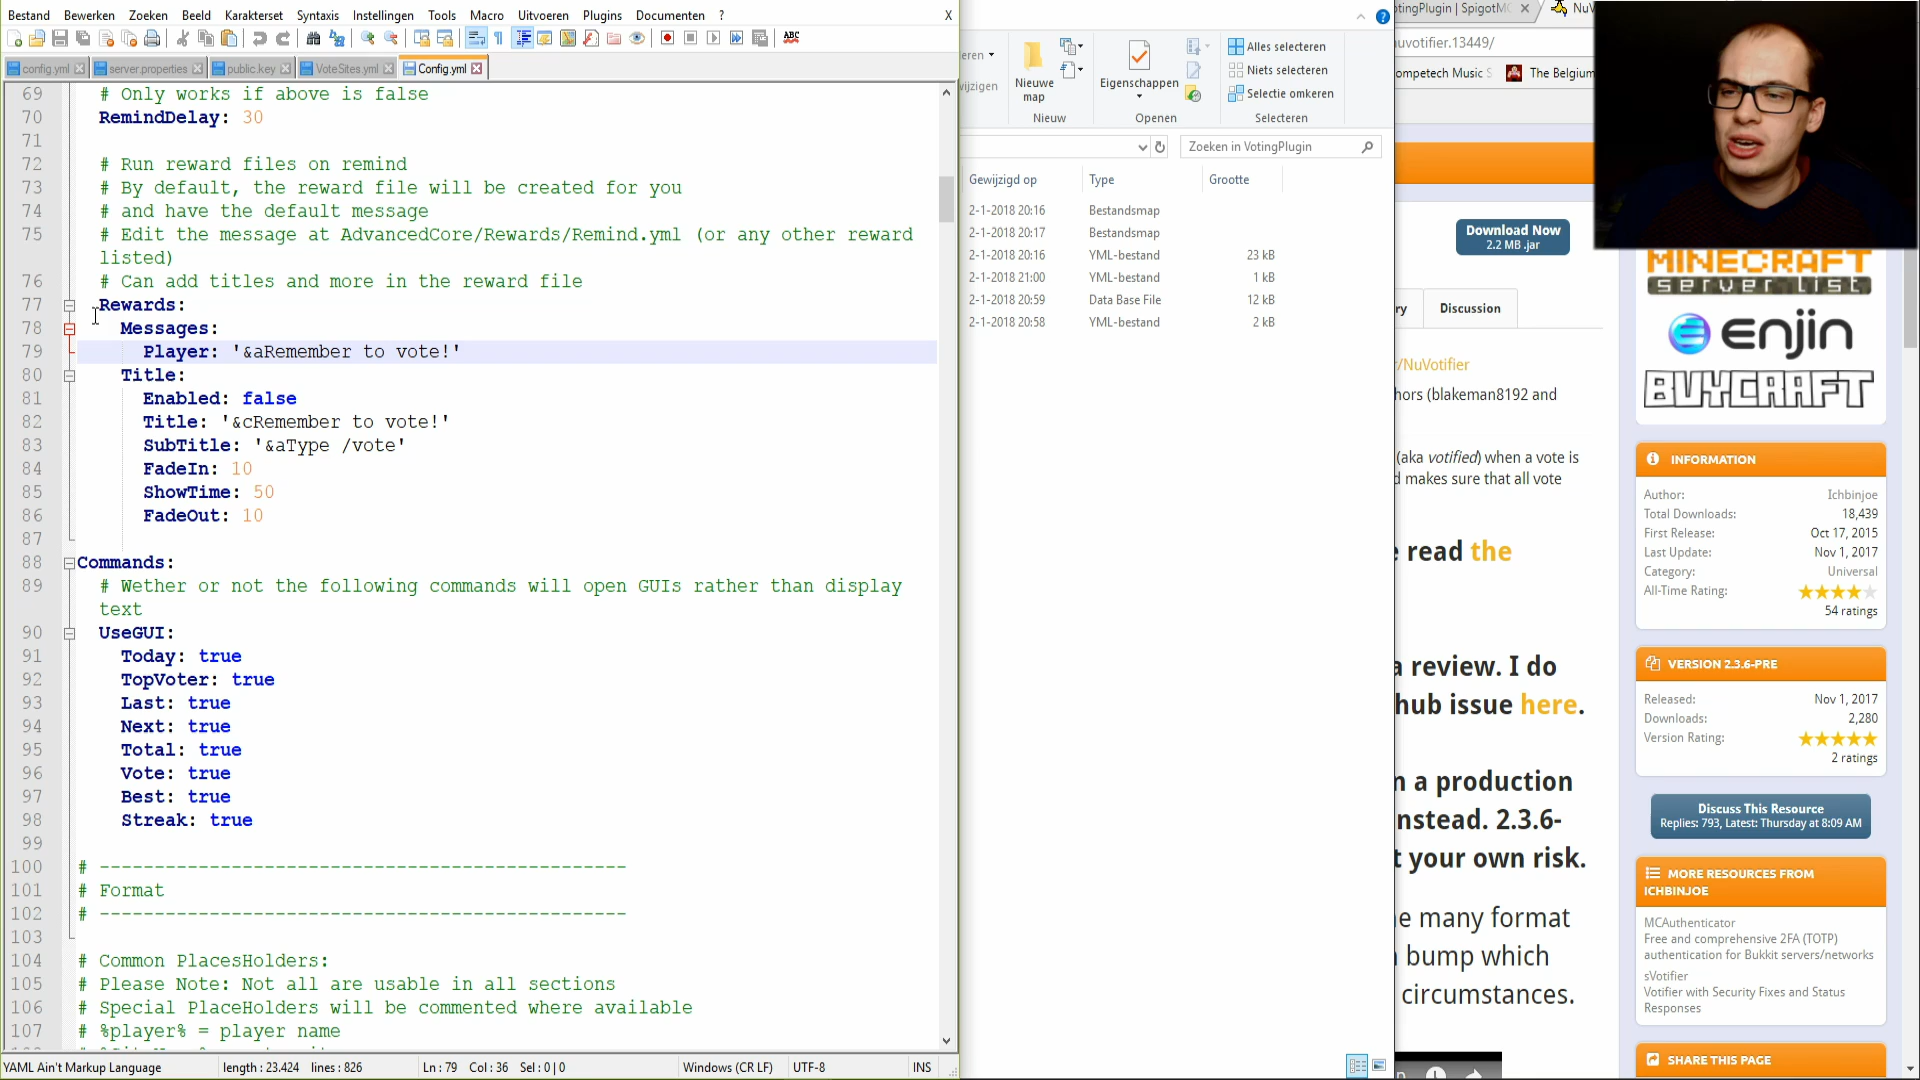 Bestand Bewerken Zoeken Beeld Karakterset Syntaxis Instellingen Tools Macro Uitvoeren Plugins Documenten ? X
config.yml server.properties public.key VoteSites.yml Config.yml
69 # Only works if above is false
70 RemindDelay: 30
71
72 # Run reward files on remind
73 # By default, the reward file will be created for you
74 # and have the default message
75 # Edit the message at AdvancedCore/Rewards/Remind.yml (or any other reward
listed)
76 # Can add titles and more in the reward file
77 Rewards:
78 Messages:
79 Player: '&aRemember to vote!'
80 Title:
81 Enabled: false
82 Title: '&cRemember to vote!'
83 SubTitle: '&aType /vote'
84 FadeIn: 10
85 ShowTime: 50
86 FadeOut: 10
87
88 Commands:
89 # Wether or not the following commands will open GUIs rather than display
text
90 UseGUI:
91 Today: true
92 TopVoter: true
93 Last: true
94 Next: true
95 Total: true
96 Vote: true
97 Best: true
98 Streak: true
99
100 # ------------------------------------------------
101 # Format
102 # ------------------------------------------------
103
104 # Common PlacesHolders:
105 # Please Note: Not all are usable in all sections
106 # Special PlaceHolders will be commented where available
107 # %player% = player name
YAML Ain't Markup Language length : 23.424 lines : 826 Ln : 79 Col : 36 Sel : 0 | 0 Windows (CR LF) UTF-8 INS
eren
wijzigen
Nieuwe
map
Nieuw
Eigenschappen
Openen
Alles selecteren
Niets selecteren
Selectie omkeren
Selecteren
Zoeken in VotingPlugin
Gewijzigd op Type Grootte
2-1-2018 20:16 Bestandsmap
2-1-2018 20:17 Bestandsmap
2-1-2018 20:16 YML-bestand 23 kB
2-1-2018 21:00 YML-bestand 1 kB
2-1-2018 20:59 Data Base File 12 kB
2-1-2018 20:58 YML-bestand 2 kB
otingPlugin | SpigotMC NuV
uvotifier.13449/
ompetech Music S The Belgium
Download Now
2.2 MB .jar
ry Discussion
r/NuVotifier
hors (blakeman8192 and
(aka votified) when a vote is
d makes sure that all vote
e read the
a review. I do
hub issue here.
n a production
nstead. 2.3.6-
t your own risk.
e many format
bump which
circumstances.
MINECRAFT
SERVER LIST
enjin
BUYCRAFT
INFORMATION
Author: Ichbinjoe
Total Downloads: 18,439
First Release: Oct 17, 2015
Last Update: Nov 1, 2017
Category: Universal
All-Time Rating:
54 ratings
VERSION 2.3.6-PRE
Released: Nov 1, 2017
Downloads: 2,280
Version Rating:
2 ratings
Discuss This Resource
Replies: 793, Latest: Thursday at 8:09 AM
MORE RESOURCES FROM
ICHBINJOE
MCAuthenticator
Free and comprehensive 2FA (TOTP)
authentication for Bukkit servers/networks
sVotifier
Votifier with Security Fixes and Status
Responses
SHARE THIS PAGE